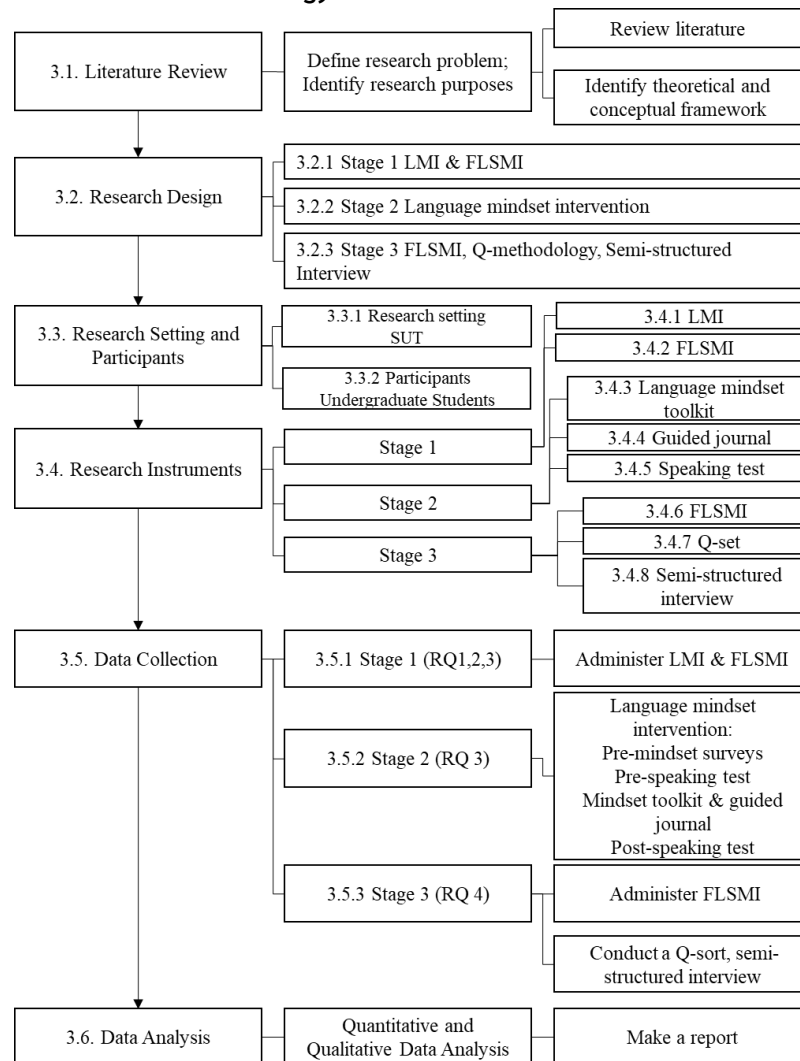 3.1. Literature Review
Define research problem;
Identify research purposes
Review literature
Identify theoretical and
conceptual framework
3.2. Research Design
3.2.1 Stage 1 LMI & FLSMI
3.2.2 Stage 2 Language mindset intervention
3.2.3 Stage 3 FLSMI, Q-methodology, Semi-structured
Interview
3.3. Research Setting and
Participants
3.3.1 Research setting
SUT
3.3.2 Participants
Undergraduate Students
3.4. Research Instruments
Stage 1
3.4.1 LMI
3.4.2 FLSMI
Stage 2
3.4.3 Language mindset
toolkit
3.4.4 Guided journal
3.4.5 Speaking test
Stage 3
3.4.6 FLSMI
3.4.7 Q-set
3.4.8 Semi-structured
interview
3.5. Data Collection
3.5.1 Stage 1 (RQ1,2,3)
Administer LMI & FLSMI
3.5.2 Stage 2 (RQ 3)
Language mindset
intervention:
Pre-mindset surveys
Pre-speaking test
Mindset toolkit & guided
journal
Post-speaking test
3.5.3 Stage 3 (RQ 4)
Administer FLSMI
Conduct a Q-sort, semi-
structured interview
3.6. Data Analysis
Quantitative and
Qualitative Data Analysis
Make a report